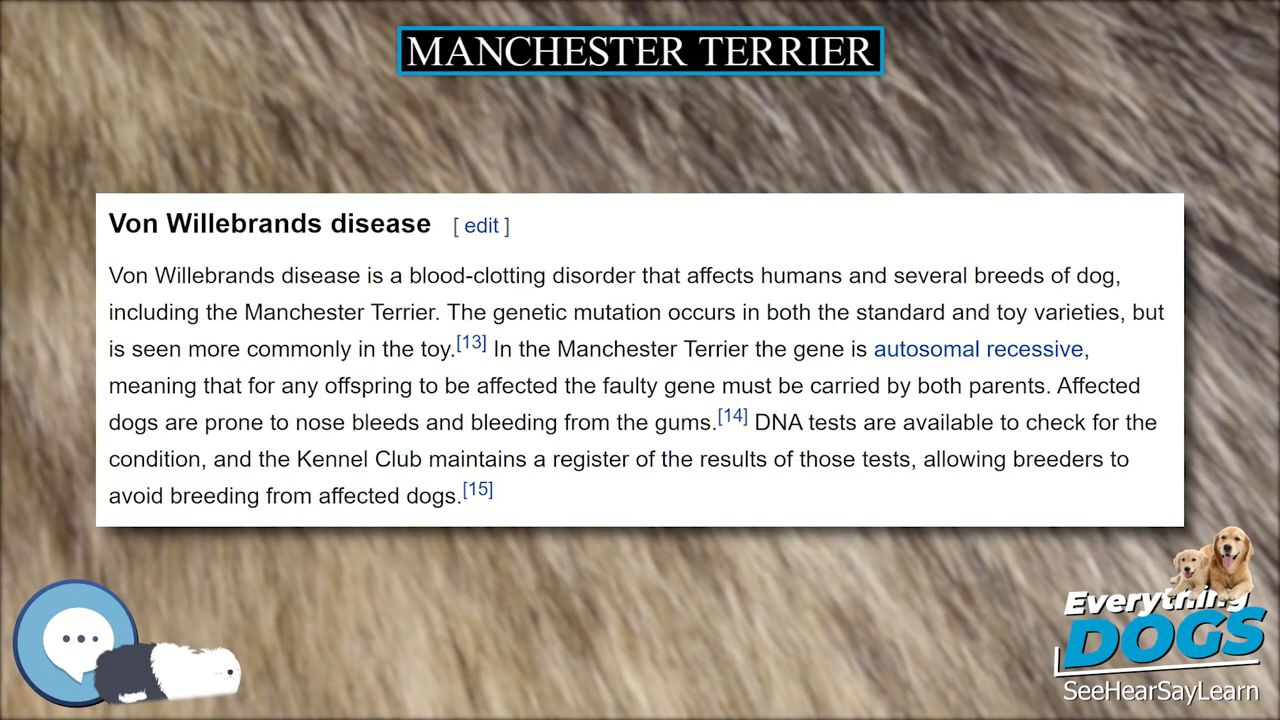 MANCHESTER TERRIER
Von Willebrands disease [ edit ]
Von Willebrands disease is a blood-clotting disorder that affects humans and several breeds of dog,
including the Manchester Terrier. The genetic mutation occurs in both the standard and toy varieties, but
is seen more commonly in the toy.[13] In the Manchester Terrier the gene is autosomal recessive,
meaning that for any offspring to be affected the faulty gene must be carried by both parents. Affected
dogs are prone to nose bleeds and bleeding from the gums.[14] DNA tests are available to check for the
condition, and the Kennel Club maintains a register of the results of those tests, allowing breeders to
avoid breeding from affected dogs.[15]
Everything
DOGS
SeeHearSayLearn